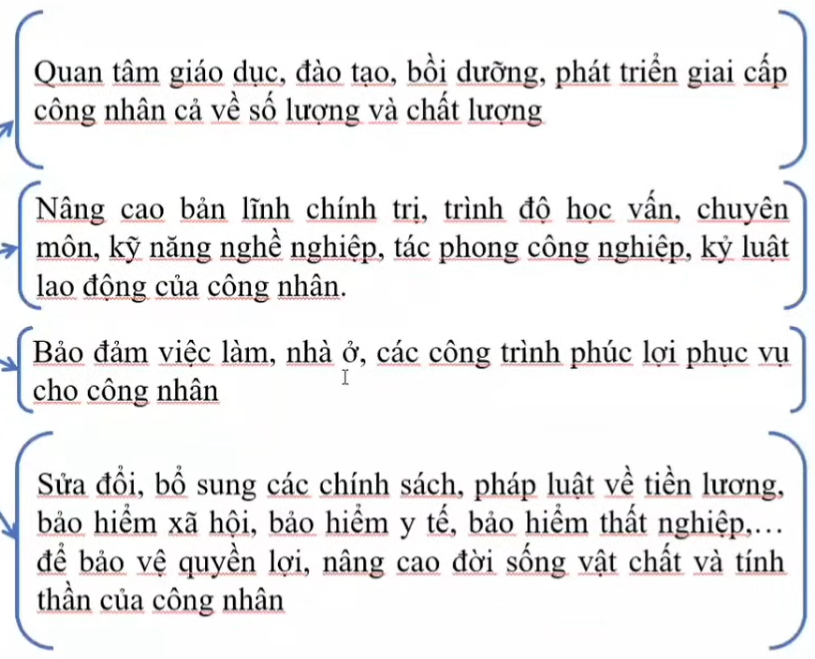 Quan tâm giáo dục, đào tạo, bồi dưỡng, phát triển giai cấp
công nhân cả về số lượng và chất lượng
Nâng cao bản lĩnh chính trị, trình độ học vấn, chuyên
môn, kỹ năng nghề nghiệp, tác phong công nghiệp, kỷ luật
lao động của công nhân.
Bảo đảm việc làm, nhà ở, các công trình phúc lợi phục vụ
cho công nhân
Sửa đổi, bổ sung các chính sách, pháp luật về tiền lương,
bảo hiểm xã hội, bảo hiểm y tế, bảo hiểm thất nghiệp,…
để bảo vệ quyền lợi, nâng cao đời sống vật chất và tính
thần của công nhân